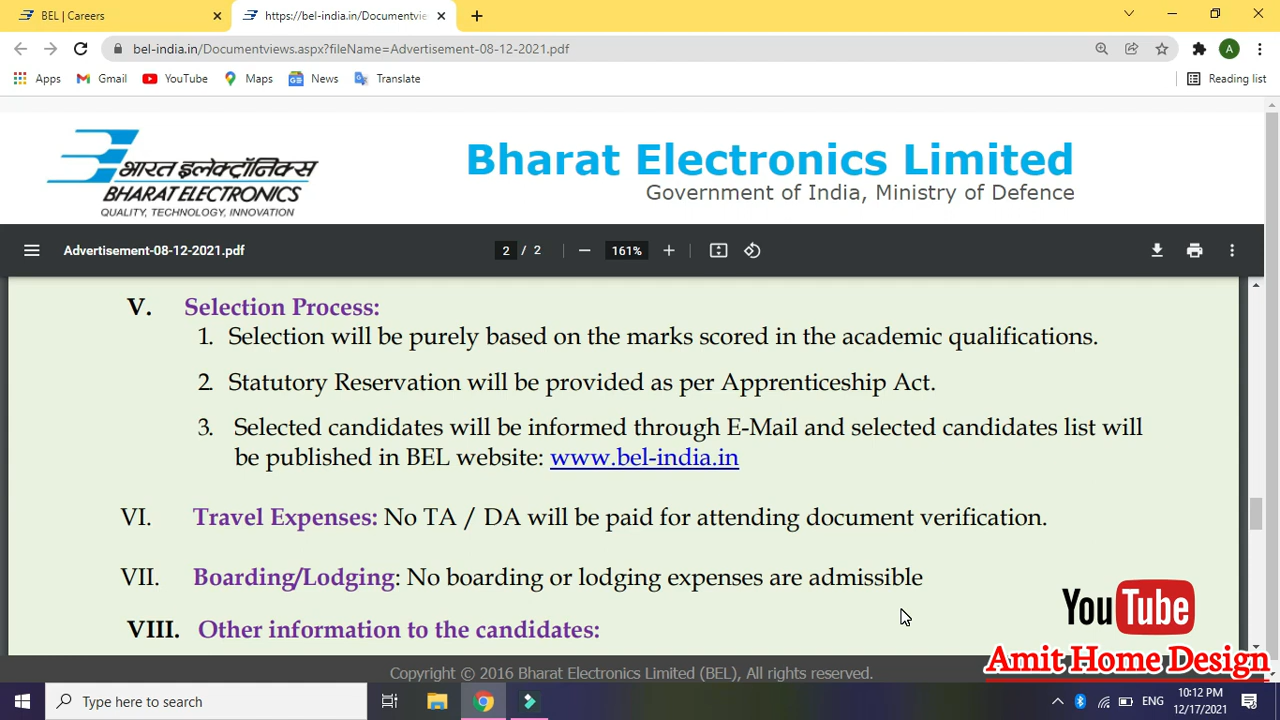 BEL | Careers
https://bel-india.in/Documentvie
bel-india.in/Documentviews.aspx?fileName=Advertisement-08-12-2021.pdf
A
Apps Gmail YouTube Maps News Translate Reading list
भारत इलेक्ट्रॉनिक्स
BHARAT ELECTRONICS
QUALITY, TECHNOLOGY, INNOVATION
Bharat Electronics Limited
Government of India, Ministry of Defence
Advertisement-08-12-2021.pdf 2 / 2 161%
V. Selection Process:
1. Selection will be purely based on the marks scored in the academic qualifications.
2. Statutory Reservation will be provided as per Apprenticeship Act.
3. Selected candidates will be informed through E-Mail and selected candidates list will
be published in BEL website: www.bel-india.in
VI. Travel Expenses: No TA / DA will be paid for attending document verification.
VII. Boarding/Lodging: No boarding or lodging expenses are admissible
VIII. Other information to the candidates:
YouTube
Amit Home Design
Copyright © 2016 Bharat Electronics Limited (BEL), All rights reserved.
Type here to search
ENG
10:12 PM
12/17/2021